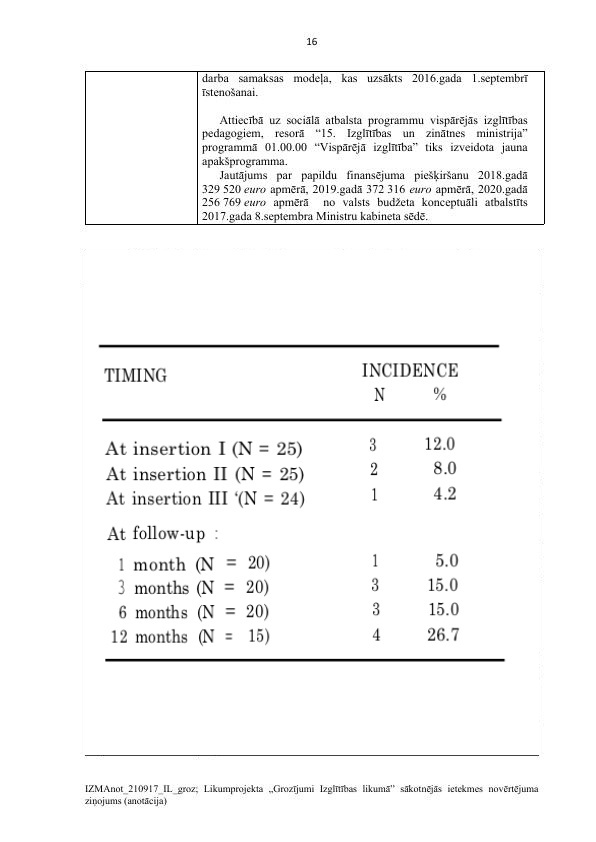 16
darba samaksas modeļa, kas uzsākts 2016.gada 1.septembrī
īstenošanai.
Attiecībā uz sociālā atbalsta programmu vispārējās izglītības
pedagogiem, resorā “15. Izglītības un zinātnes ministrija”
programmā 01.00.00 “Vispārējā izglītība” tiks izveidota jauna
apakšprogramma.
Jautājums par papildu finansējuma piešķiršanu 2018.gadā
329 520 euro apmērā, 2019.gadā 372 316 euro apmērā, 2020.gadā
256 769 euro apmērā no valsts budžeta konceptuāli atbalstīts
2017.gada 8.septembra Ministru kabineta sēdē.
TIMING INCIDENCE
N %
At insertion I (N = 25) 3 12.0
At insertion II (N = 25) 2 8.0
At insertion III ‘(N = 24) 1 4.2
At follow-up :
1 month (N = 20) 1 5.0
3 months (N = 20) 3 15.0
6 months (N = 20) 3 15.0
12 months (N = 15) 4 26.7
IZMAnot_210917_IL_groz; Likumprojekta „Grozījumi Izglītības likumā” sākotnējās ietekmes novērtējuma
ziņojums (anotācija)